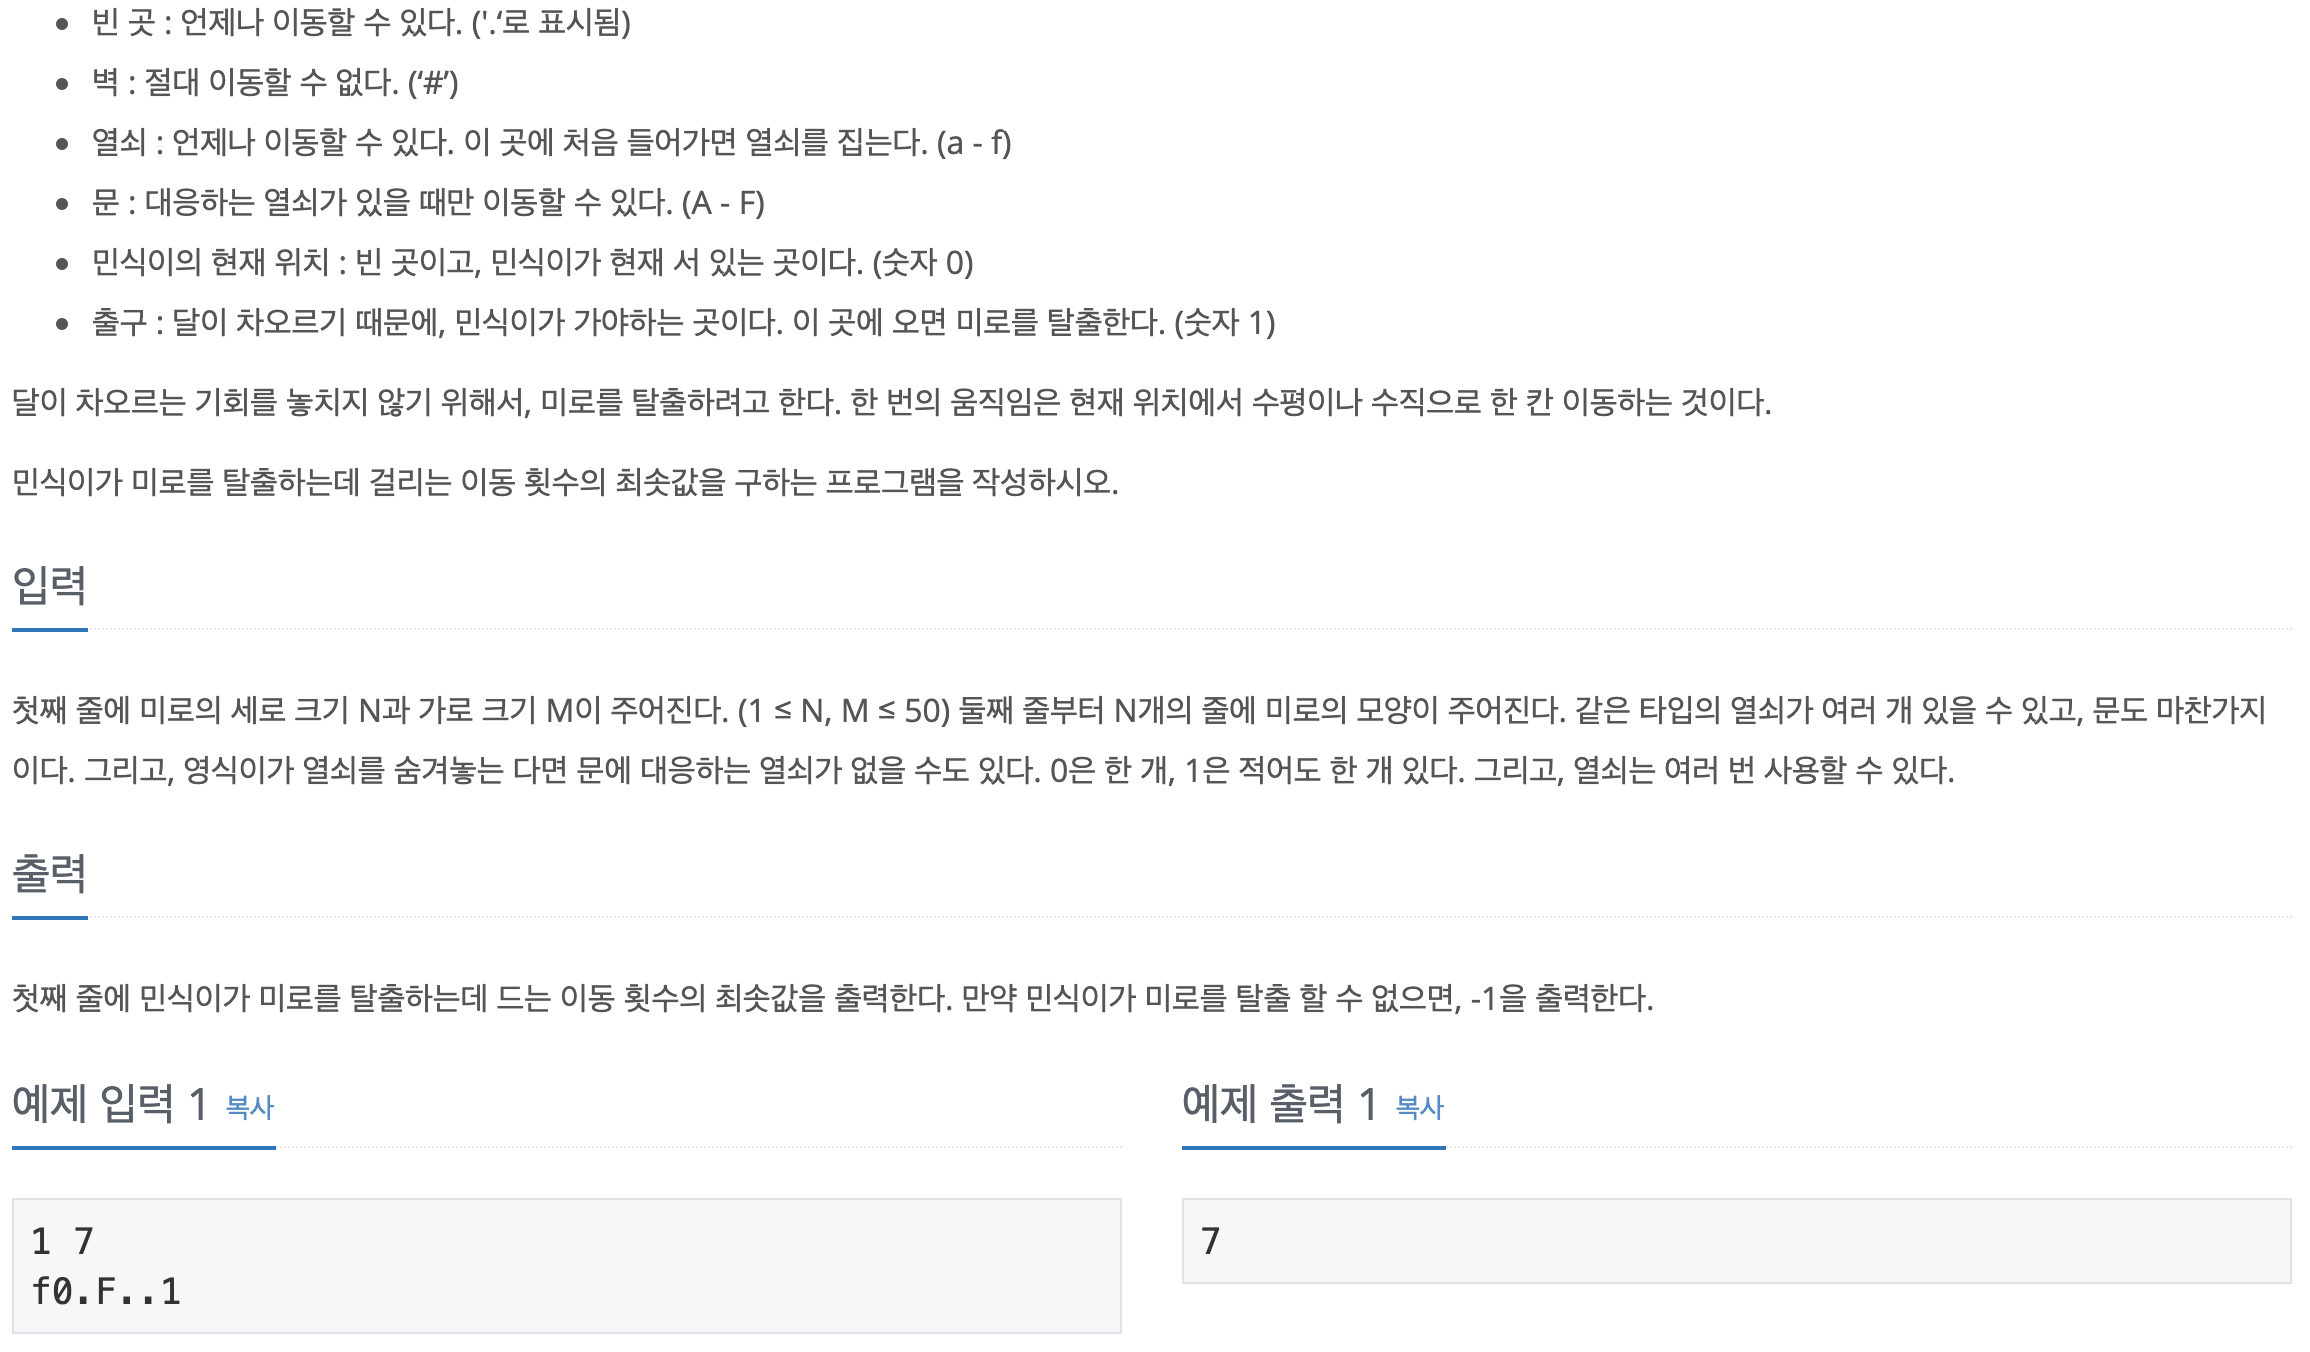 빈 곳 : 언제나 이동할 수 있다. ('.‘로 표시됨)
벽 : 절대 이동할 수 없다. (‘#’)
열쇠 : 언제나 이동할 수 있다. 이 곳에 처음 들어가면 열쇠를 집는다. (a - f)
문 : 대응하는 열쇠가 있을 때만 이동할 수 있다. (A - F)
민식이의 현재 위치 : 빈 곳이고, 민식이가 현재 서 있는 곳이다. (숫자 0)
출구 : 달이 차오르기 때문에, 민식이가 가야하는 곳이다. 이 곳에 오면 미로를 탈출한다. (숫자 1)
달이 차오르는 기회를 놓치지 않기 위해서, 미로를 탈출하려고 한다. 한 번의 움직임은 현재 위치에서 수평이나 수직으로 한 칸 이동하는 것이다.
민식이가 미로를 탈출하는데 걸리는 이동 횟수의 최솟값을 구하는 프로그램을 작성하시오.
입력
첫째 줄에 미로의 세로 크기 N과 가로 크기 M이 주어진다. (1 ≤ N, M ≤ 50) 둘째 줄부터 N개의 줄에 미로의 모양이 주어진다. 같은 타입의 열쇠가 여러 개 있을 수 있고, 문도 마찬가지
이다. 그리고, 영식이가 열쇠를 숨겨놓는 다면 문에 대응하는 열쇠가 없을 수도 있다. 0은 한 개, 1은 적어도 한 개 있다. 그리고, 열쇠는 여러 번 사용할 수 있다.
출력
첫째 줄에 민식이가 미로를 탈출하는데 드는 이동 횟수의 최솟값을 출력한다. 만약 민식이가 미로를 탈출 할 수 없으면, -1을 출력한다.
예제 입력 1 복사
1 7
f0.F..1
예제 출력 1 복사
7